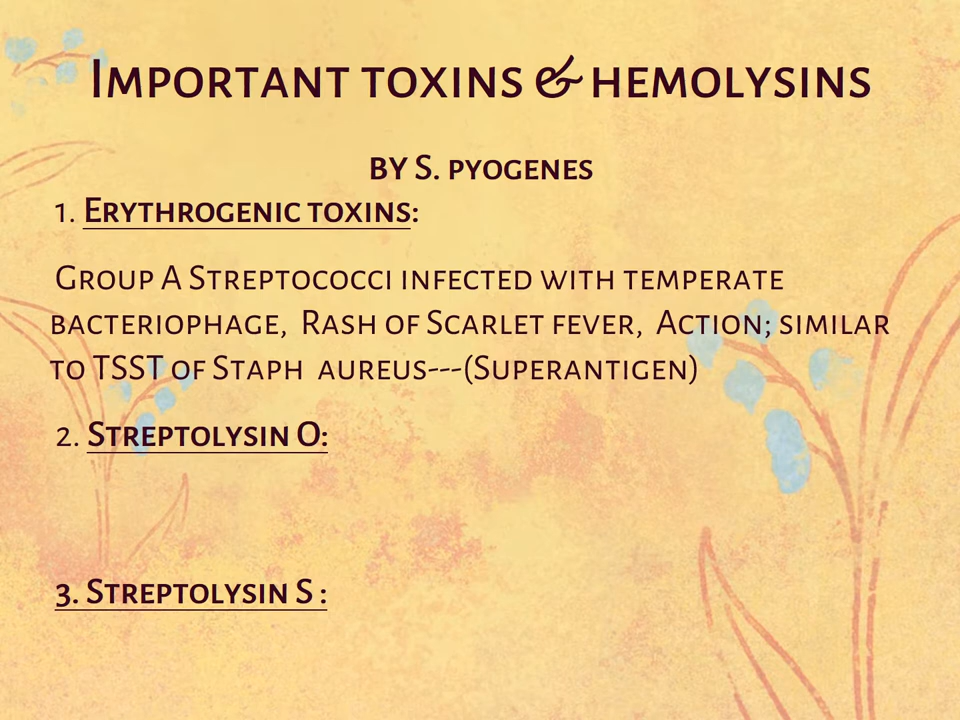 Important toxins & hemolysins
by S. pyogenes
1. Erythrogenic toxins:
Group A Streptococci infected with temperate
bacteriophage, Rash of Scarlet fever, Action; similar
to TSST of Staph aureus---(Superantigen)
2. Streptolysin O:
3. Streptolysin S :